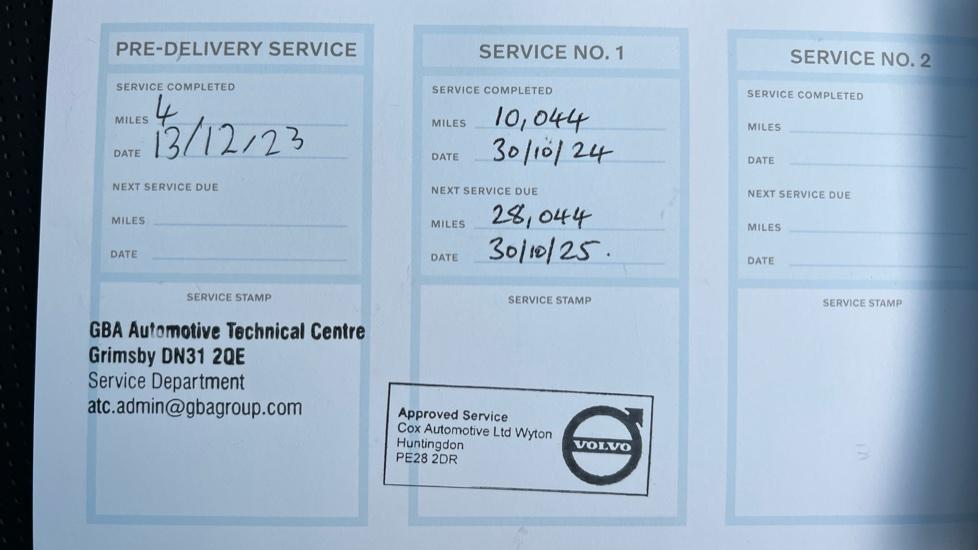 PRE-DELIVERY SERVICE
SERVICE COMPLETED
MILES 4
DATE 13/12/23
NEXT SERVICE DUE
MILES
DATE
SERVICE STAMP
GBA Automotive Technical Centre
Grimsby DN31 2QE
Service Department
atc.admin@gbagroup.com
SERVICE NO. 1
SERVICE COMPLETED
MILES 10,044
DATE 30/10/24
NEXT SERVICE DUE
MILES 28,044
DATE 30/10/25.
SERVICE STAMP
Approved Service
Cox Automotive Ltd Wyton
Huntingdon
PE28 2DR
VOLVO
SERVICE NO. 2
SERVICE COMPLETED
MILES
DATE
NEXT SERVICE DUE
MILES
DATE
SERVICE STAMP